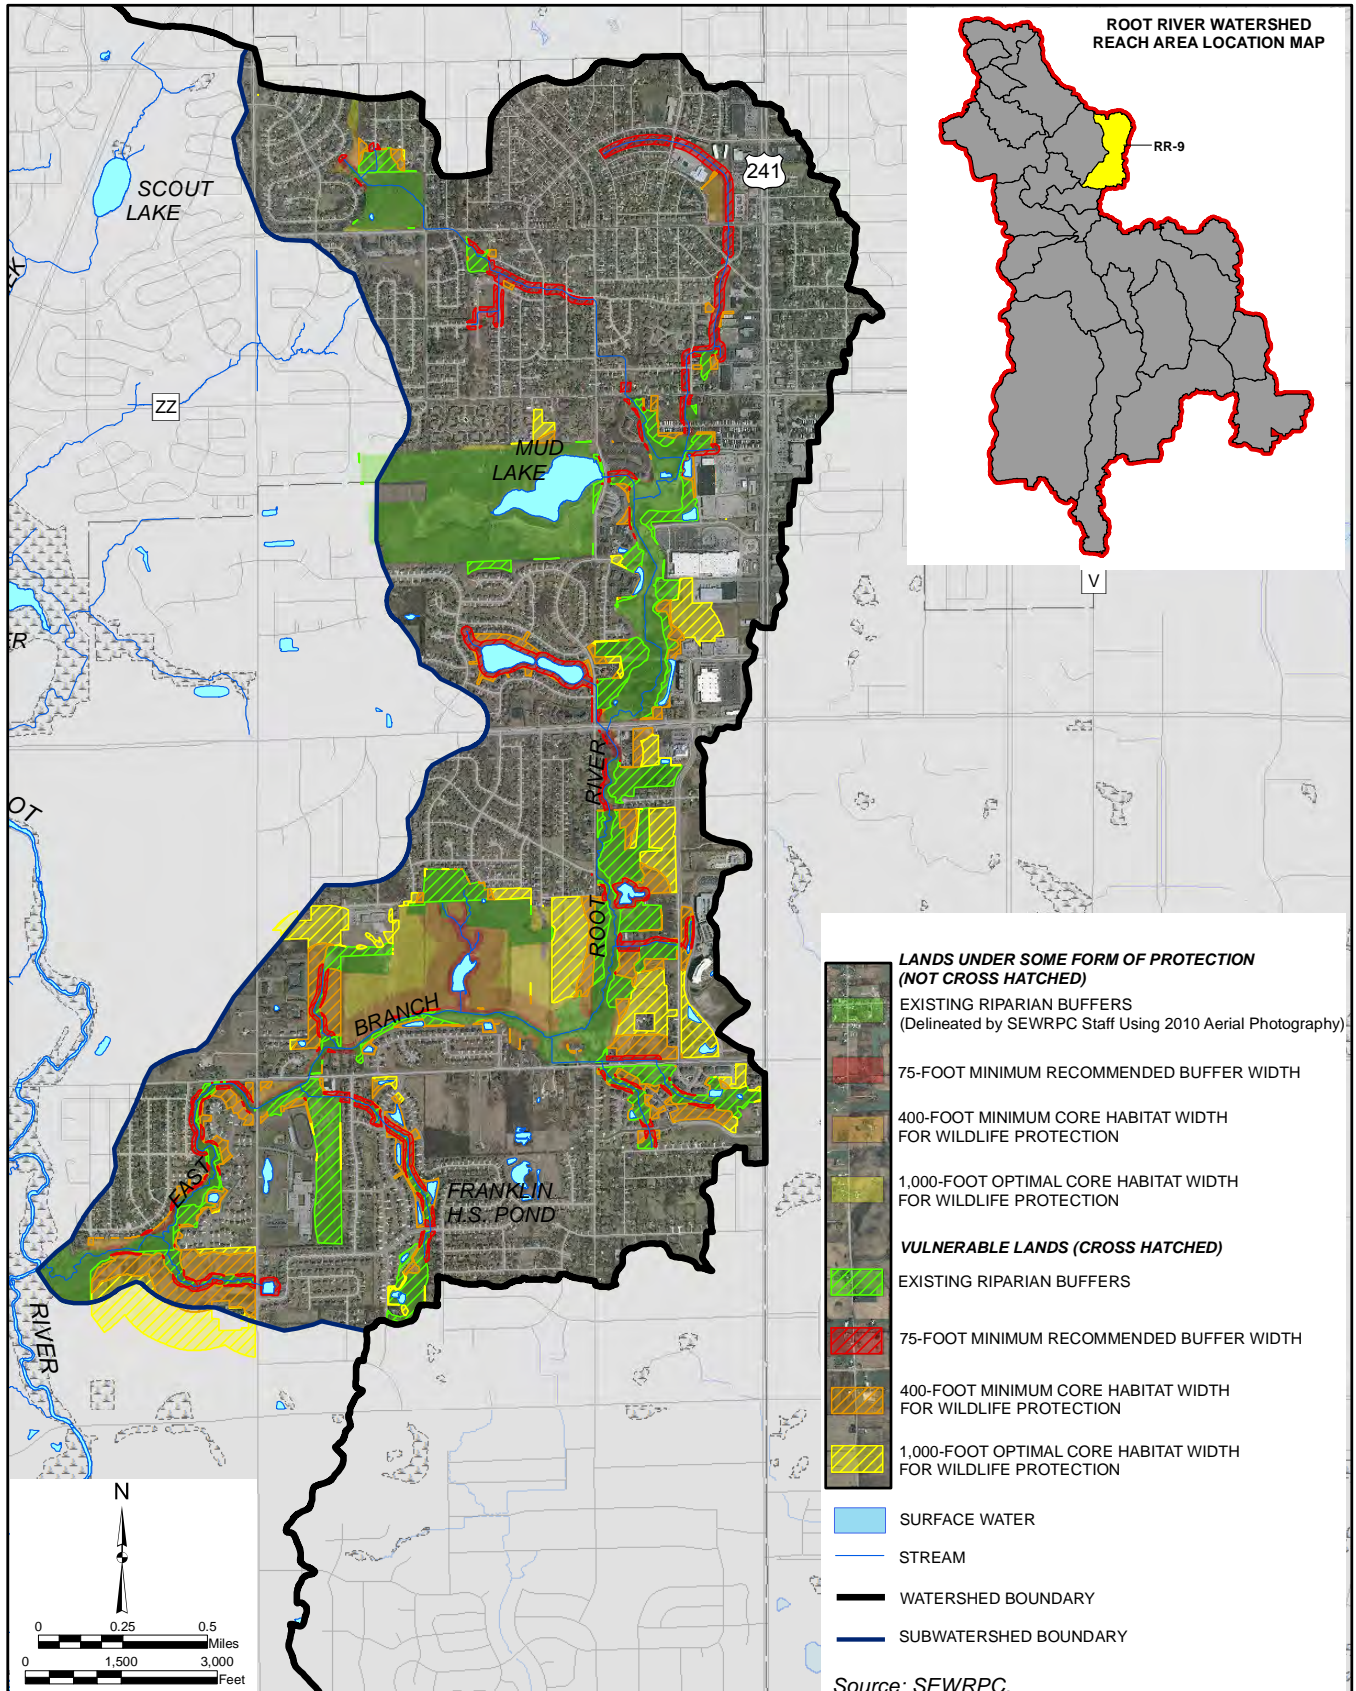 ROOT RIVER WATERSHED
REACH AREA LOCATION MAP
RR-9
241
SCOUT
LAKE
EK
ZZ
MUD
LAKE
V
ER
RIVER
OOT
ROOT
BRANCH
EAST
FRANKLIN
H.S. POND
RIVER
LANDS UNDER SOME FORM OF PROTECTION
(NOT CROSS HATCHED)
EXISTING RIPARIAN BUFFERS
(Delineated by SEWRPC Staff Using 2010 Aerial Photography)
75-FOOT MINIMUM RECOMMENDED BUFFER WIDTH
400-FOOT MINIMUM CORE HABITAT WIDTH
FOR WILDLIFE PROTECTION
1,000-FOOT OPTIMAL CORE HABITAT WIDTH
FOR WILDLIFE PROTECTION
VULNERABLE LANDS (CROSS HATCHED)
EXISTING RIPARIAN BUFFERS
75-FOOT MINIMUM RECOMMENDED BUFFER WIDTH
400-FOOT MINIMUM CORE HABITAT WIDTH
FOR WILDLIFE PROTECTION
1,000-FOOT OPTIMAL CORE HABITAT WIDTH
FOR WILDLIFE PROTECTION
SURFACE WATER
STREAM
WATERSHED BOUNDARY
SUBWATERSHED BOUNDARY
Source: SEWRPC.
N
0 0.25 0.5
Miles
0 1,500 3,000
Feet